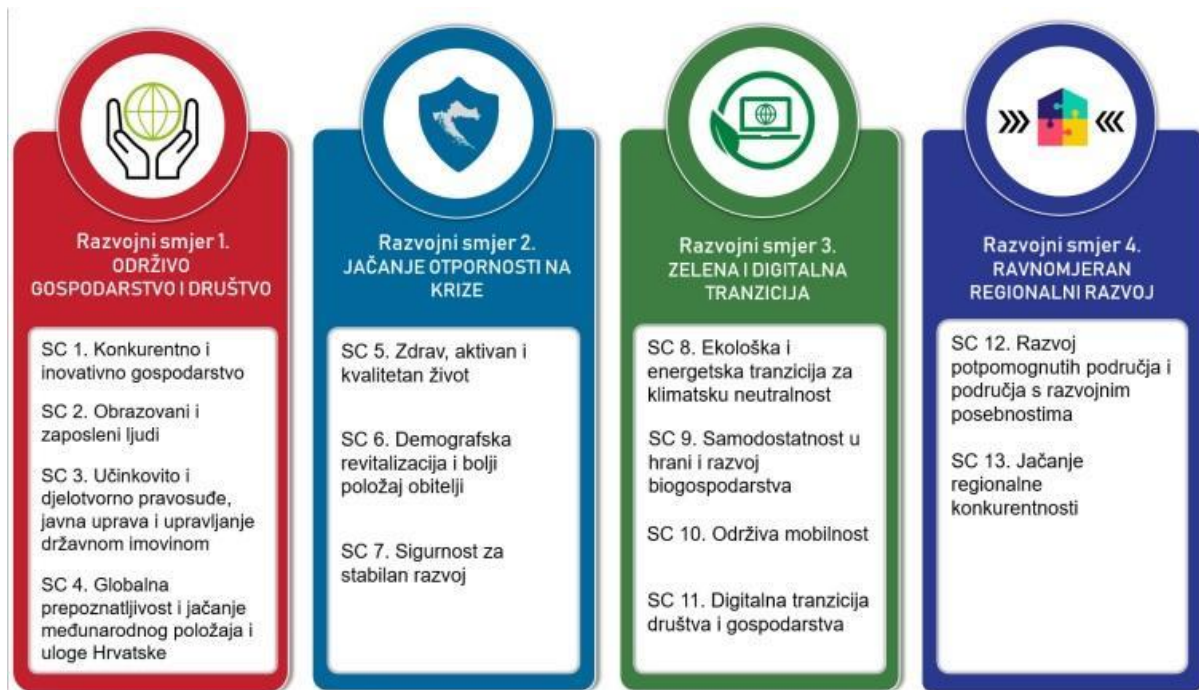 Razvojni smjer 1.
ODRŽIVO
GOSPODARSTVO I DRUŠTVO
SC 1. Konkurentno i
inovativno gospodarstvo
SC 2. Obrazovani i
zaposleni ljudi
SC 3. Učinkovito i
djelotvorno pravosuđe,
javna uprava i upravljanje
državnom imovinom
SC 4. Globalna
prepoznatljivost i jačanje
međunarodnog položaja i
uloge Hrvatske
Razvojni smjer 2.
JAČANJE OTPORNOSTI NA
KRIZE
SC 5. Zdrav, aktivan i
kvalitetan život
SC 6. Demografska
revitalizacija i bolji
položaj obitelji
SC 7. Sigurnost za
stabilan razvoj
Razvojni smjer 3.
ZELENA I DIGITALNA
TRANZICIJA
SC 8. Ekološka i
energetska tranzicija za
klimatsku neutralnost
SC 9. Samodostatnost u
hrani i razvoj
biogospodarstva
SC 10. Održiva mobilnost
SC 11. Digitalna tranzicija
društva i gospodarstva
Razvojni smjer 4.
RAVNOMJERAN
REGIONALNI RAZVOJ
SC 12. Razvoj
potpomognutih područja i
područja s razvojnim
posebnostima
SC 13. Jačanje
regionalne
konkurentnosti